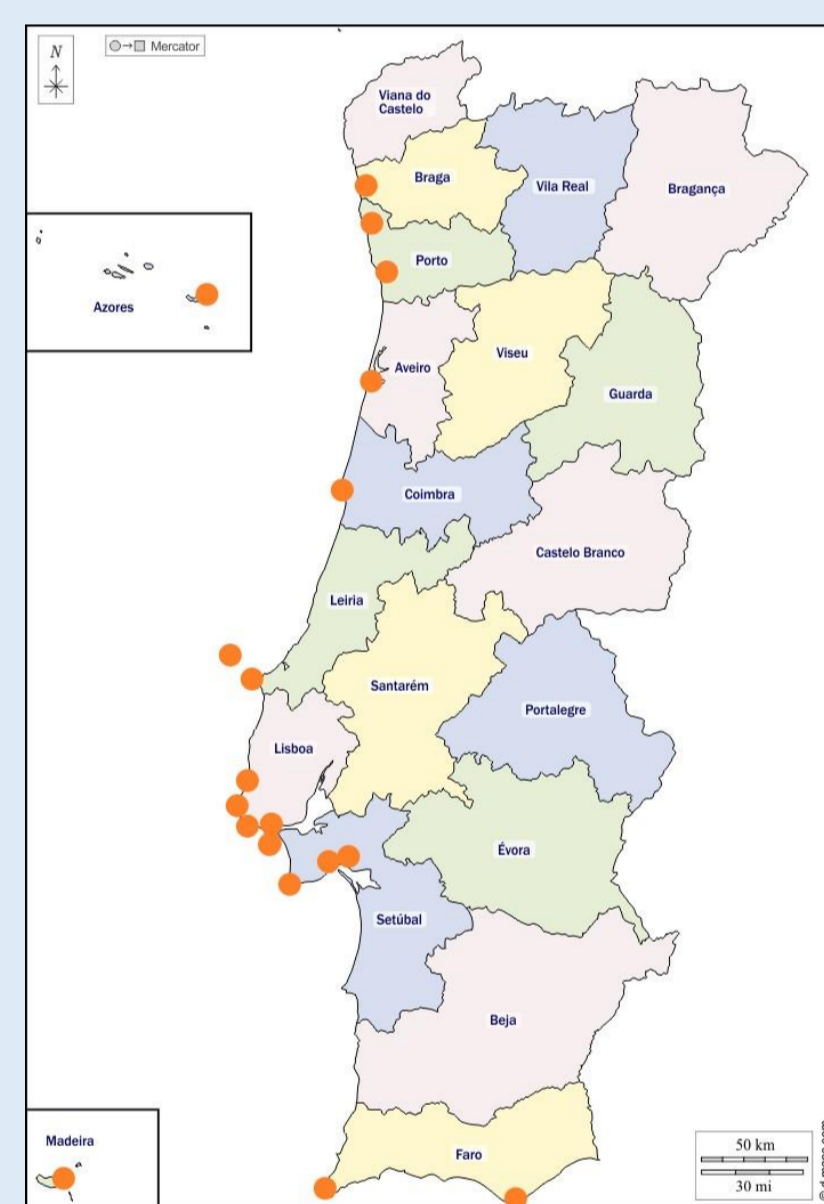 N
Mercator
Viana do
Castelo
Braga
Vila Real
Bragança
Porto
Azores
Aveiro
Viseu
Guarda
Coimbra
Castelo Branco
Leiria
Santarém
Portalegre
Lisboa
Évora
Setúbal
Beja
Madeira
Faro
50 km
30 mi